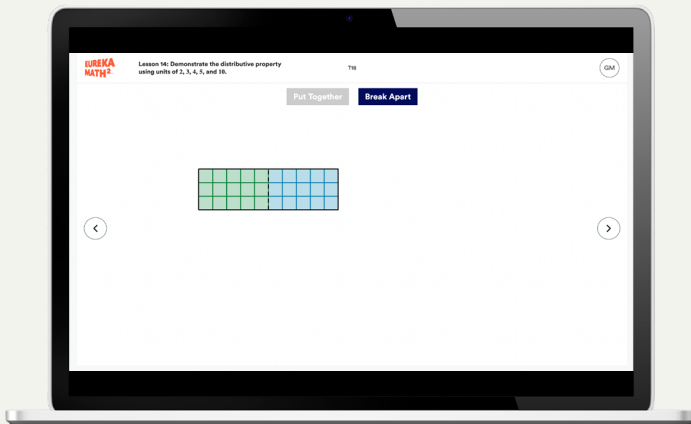 EUREKA
MATH²
Lesson 14: Demonstrate the distributive property
using units of 2, 3, 4, 5, and 10.
T18
GM
Put Together
Break Apart